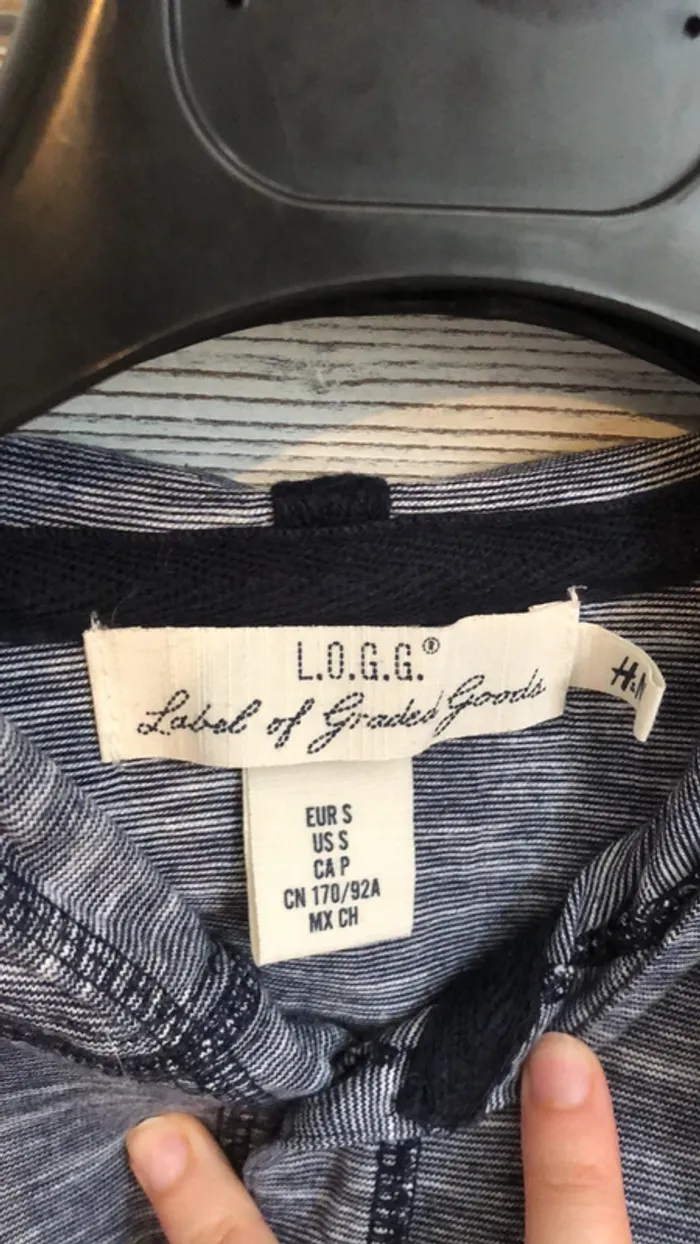 L.O.G.G.®
Label of Graded Goods
H&M
EUR S
US S
CA P
CN 170/92A
MX CH